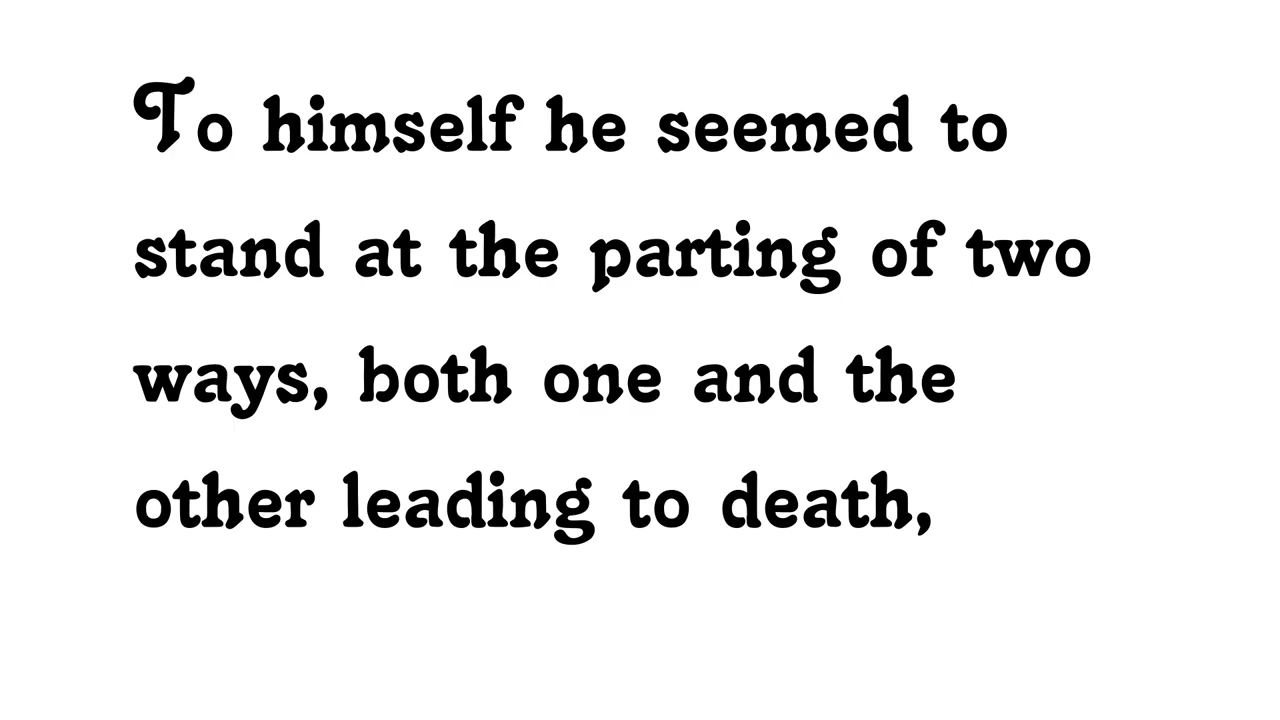 To himself he seemed to
stand at the parting of two
ways, both one and the
other leading to death,